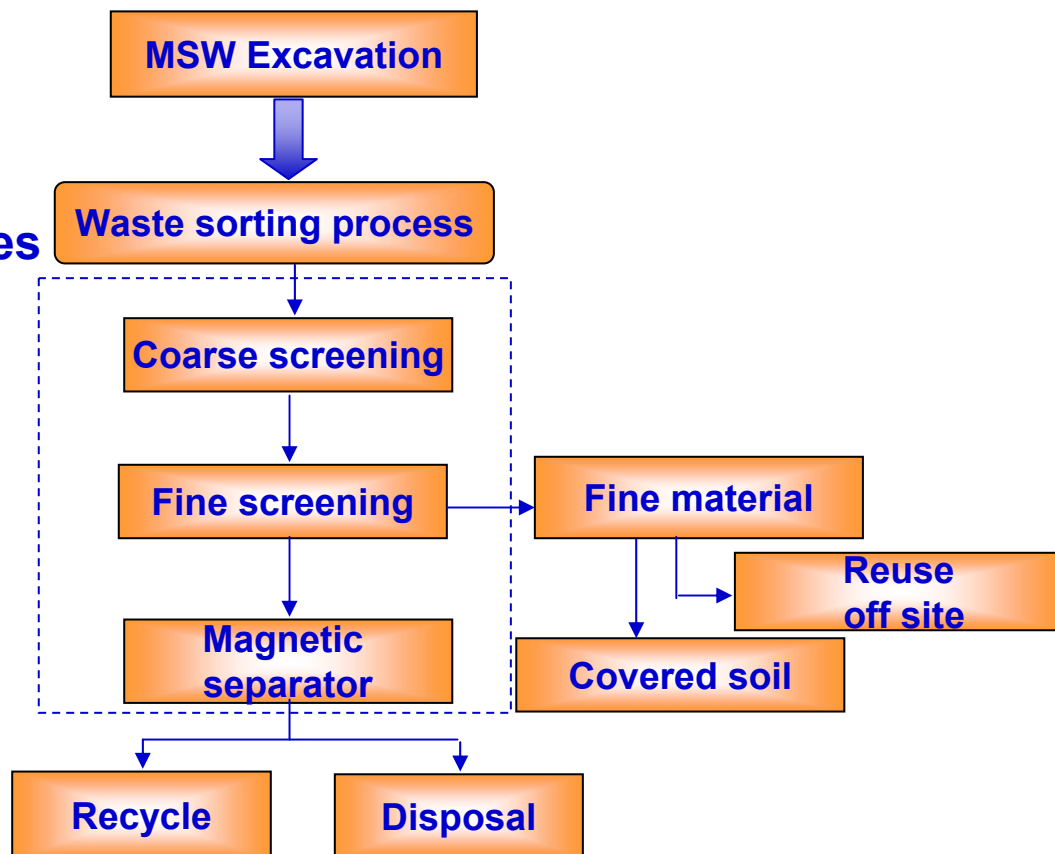 MSW Excavation
Waste sorting process
es
Coarse screening
Fine screening
Fine material
Reuse
off site
Magnetic
separator
Covered soil
Recycle
Disposal